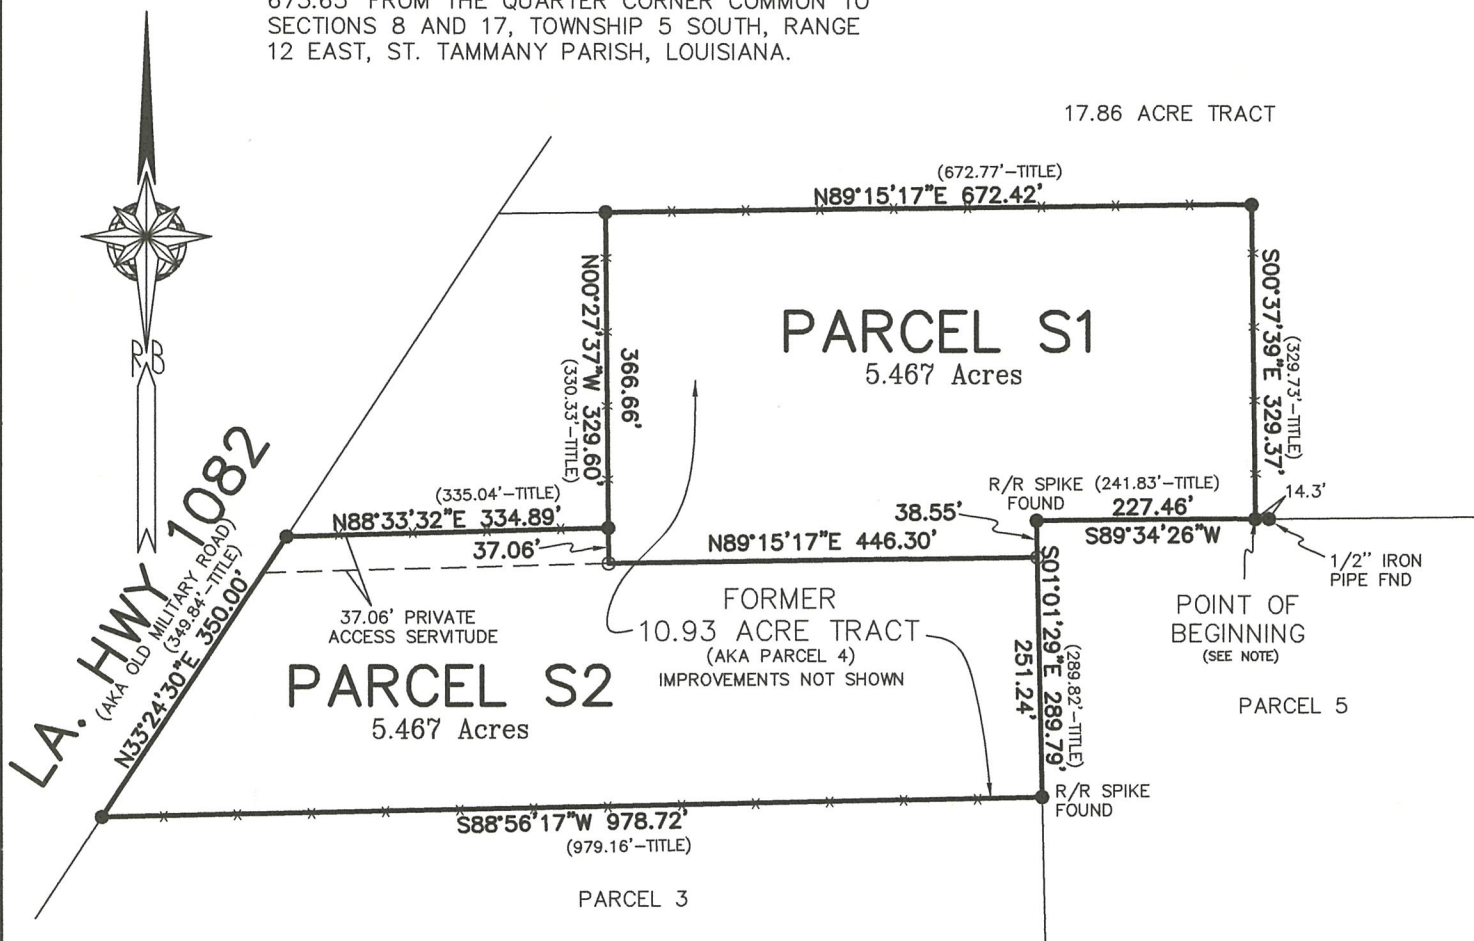 673.63' FROM THE QUARTER CORNER COMMON TO
SECTIONS 8 AND 17, TOWNSHIP 5 SOUTH, RANGE
12 EAST, ST. TAMMANY PARISH, LOUISIANA.
17.86 ACRE TRACT
(672.77'-TITLE)
N89°15'17"E 672.42'
N00°27'37"W 329.60'
(330.33'-TITLE)
366.66'
PARCEL S1
5.467 Acres
S00°37'39"E 329.37'
(329.73'-TITLE)
RB
LA. HWY 1082
(AKA OLD MILITARY ROAD)
(349.84'-TITLE)
N33°24'30"E 350.00'
(335.04'-TITLE)
N88°33'32"E 334.89'
37.06'
R/R SPIKE
FOUND
(241.83'-TITLE)
227.46'
S89°34'26"W
14.3'
38.55'
N89°15'17"E 446.30'
1/2" IRON
PIPE FND
37.06' PRIVATE
ACCESS SERVITUDE
FORMER
10.93 ACRE TRACT
(AKA PARCEL 4)
IMPROVEMENTS NOT SHOWN
POINT OF
BEGINNING
(SEE NOTE)
S01°01'29"E 289.79'
(289.82'-TITLE)
251.24'
PARCEL S2
5.467 Acres
PARCEL 5
R/R SPIKE
FOUND
S88°56'17"W 978.72'
(979.16'-TITLE)
PARCEL 3